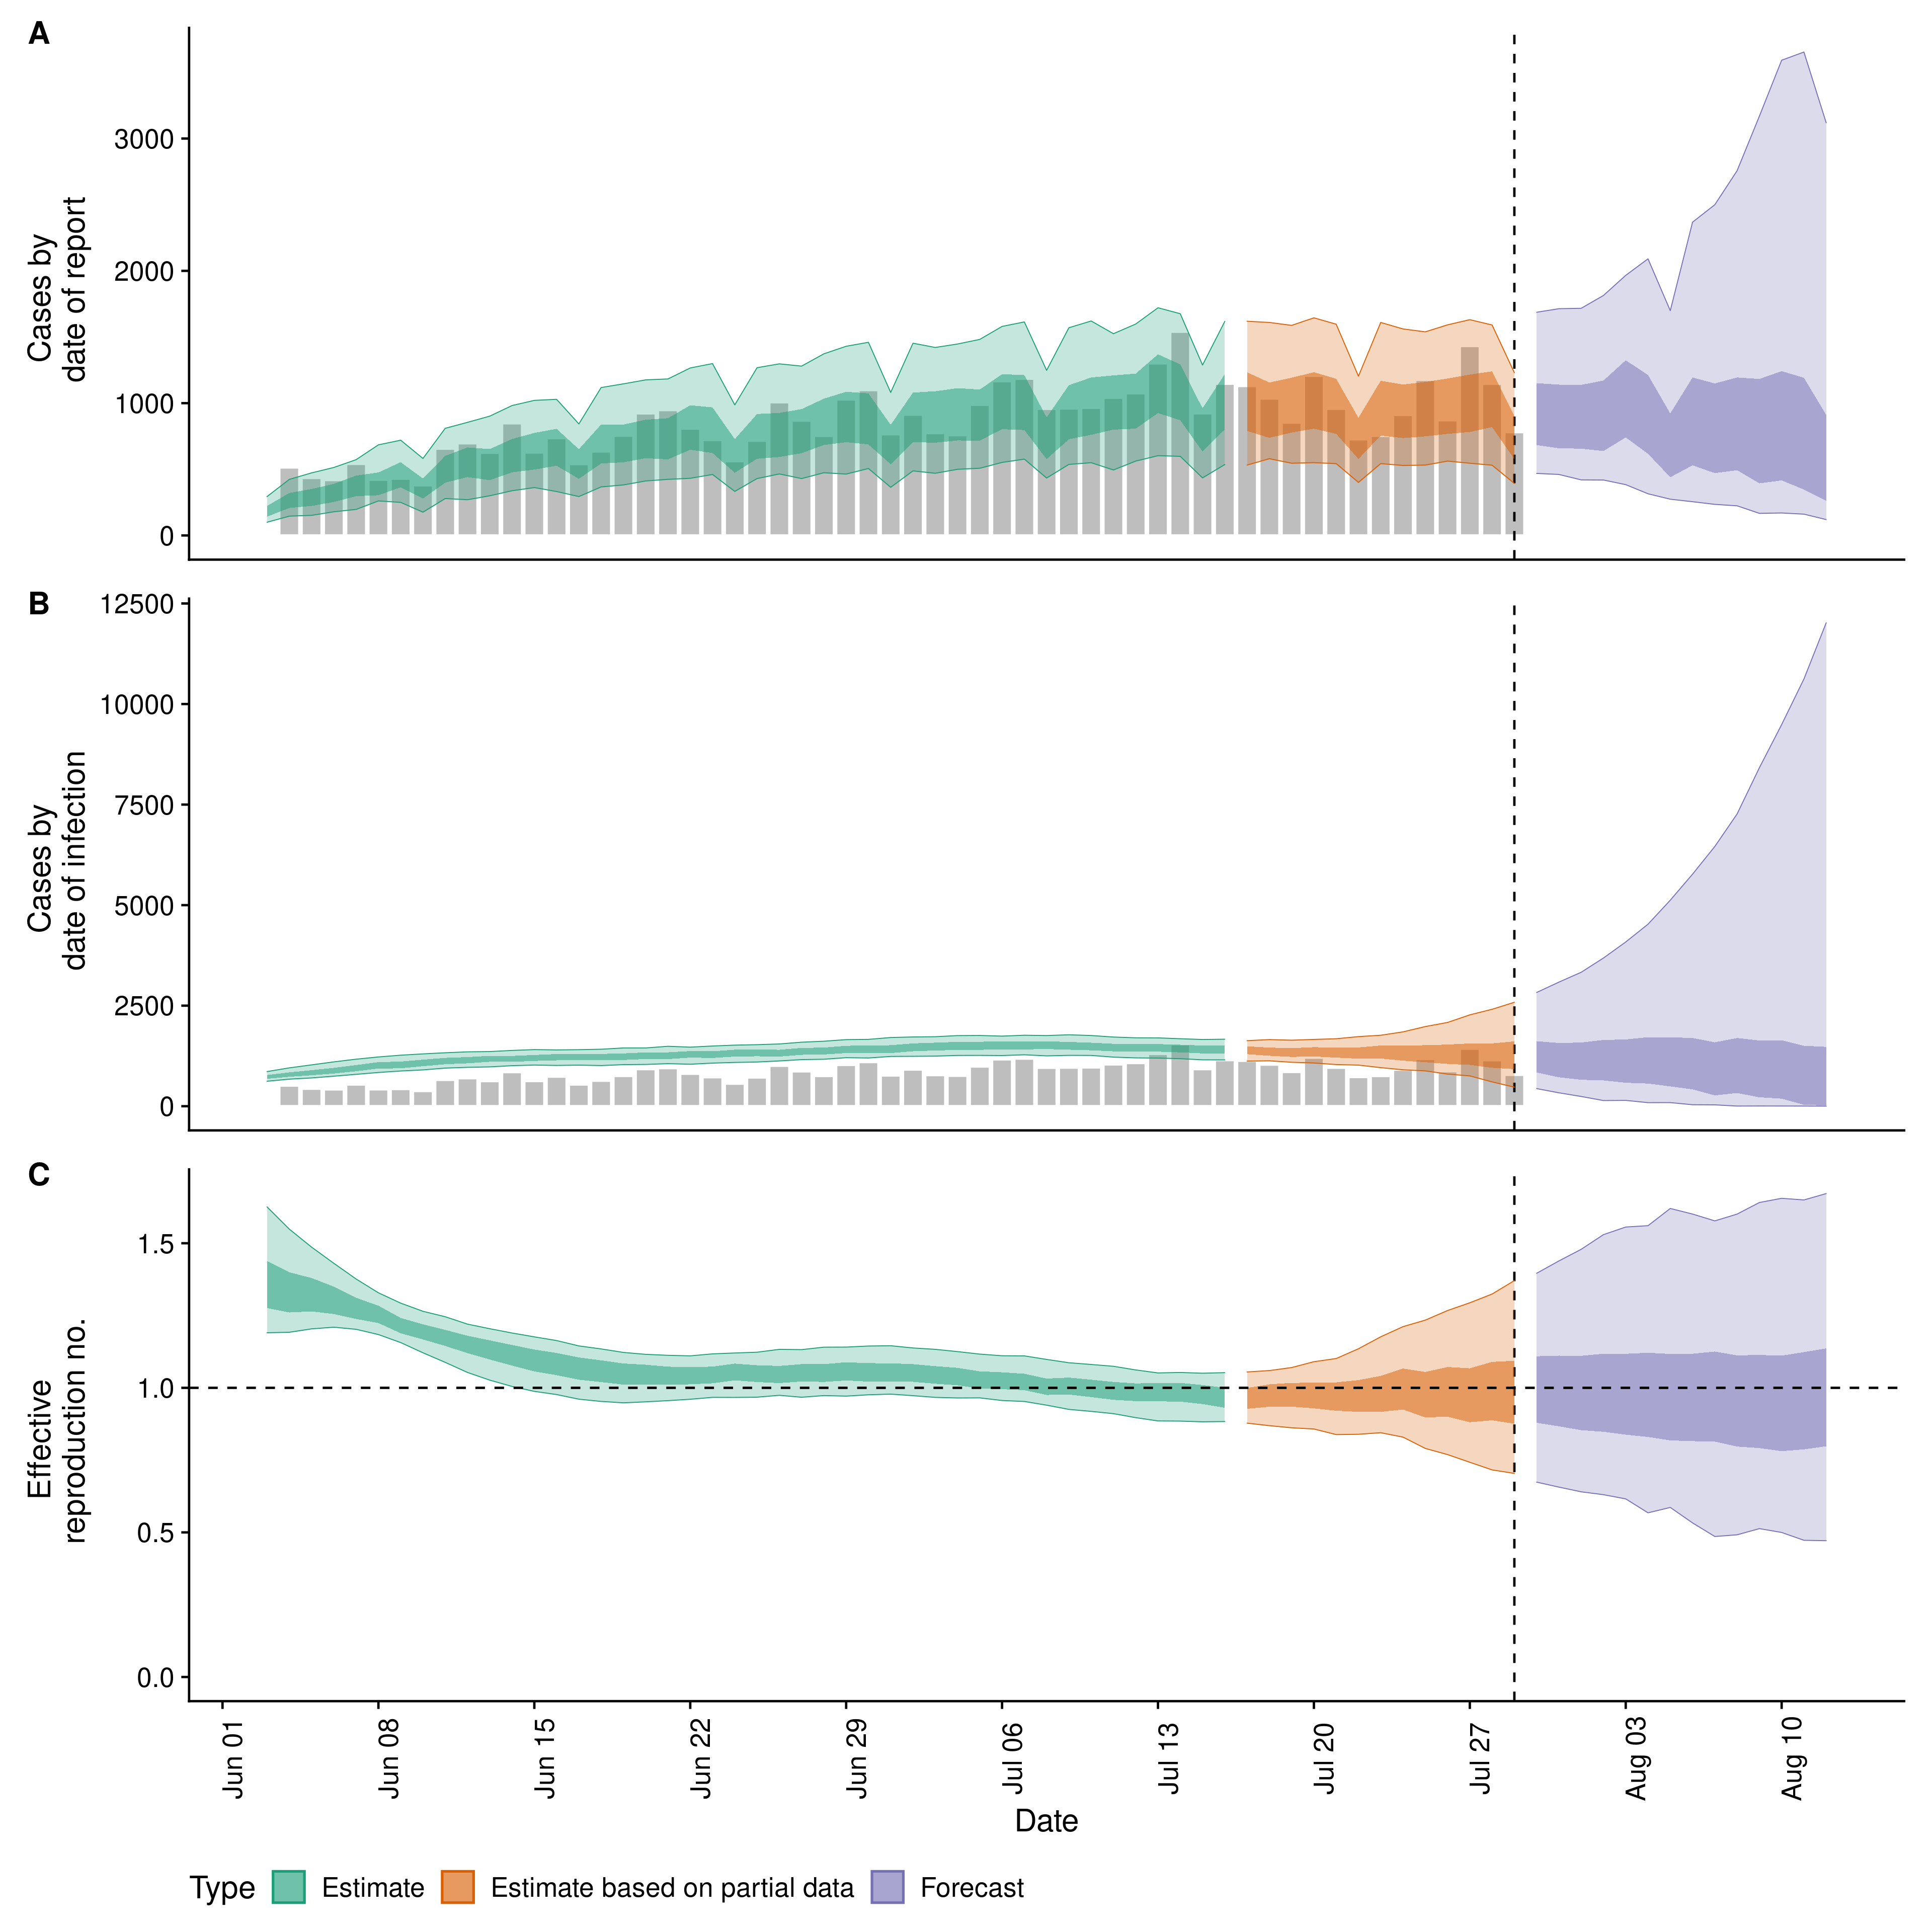 A
Cases by
date of report
3000
2000
1000
0
B
Cases by
date of infection
12500
10000
7500
5000
2500
0
C
Effective
reproduction no.
1.5
1.0
0.5
0.0
Jun 01
Jun 08
Jun 15
Jun 22
Jun 29
Jul 06
Jul 13
Jul 20
Jul 27
Aug 03
Aug 10
Date
Type Estimate Estimate based on partial data Forecast